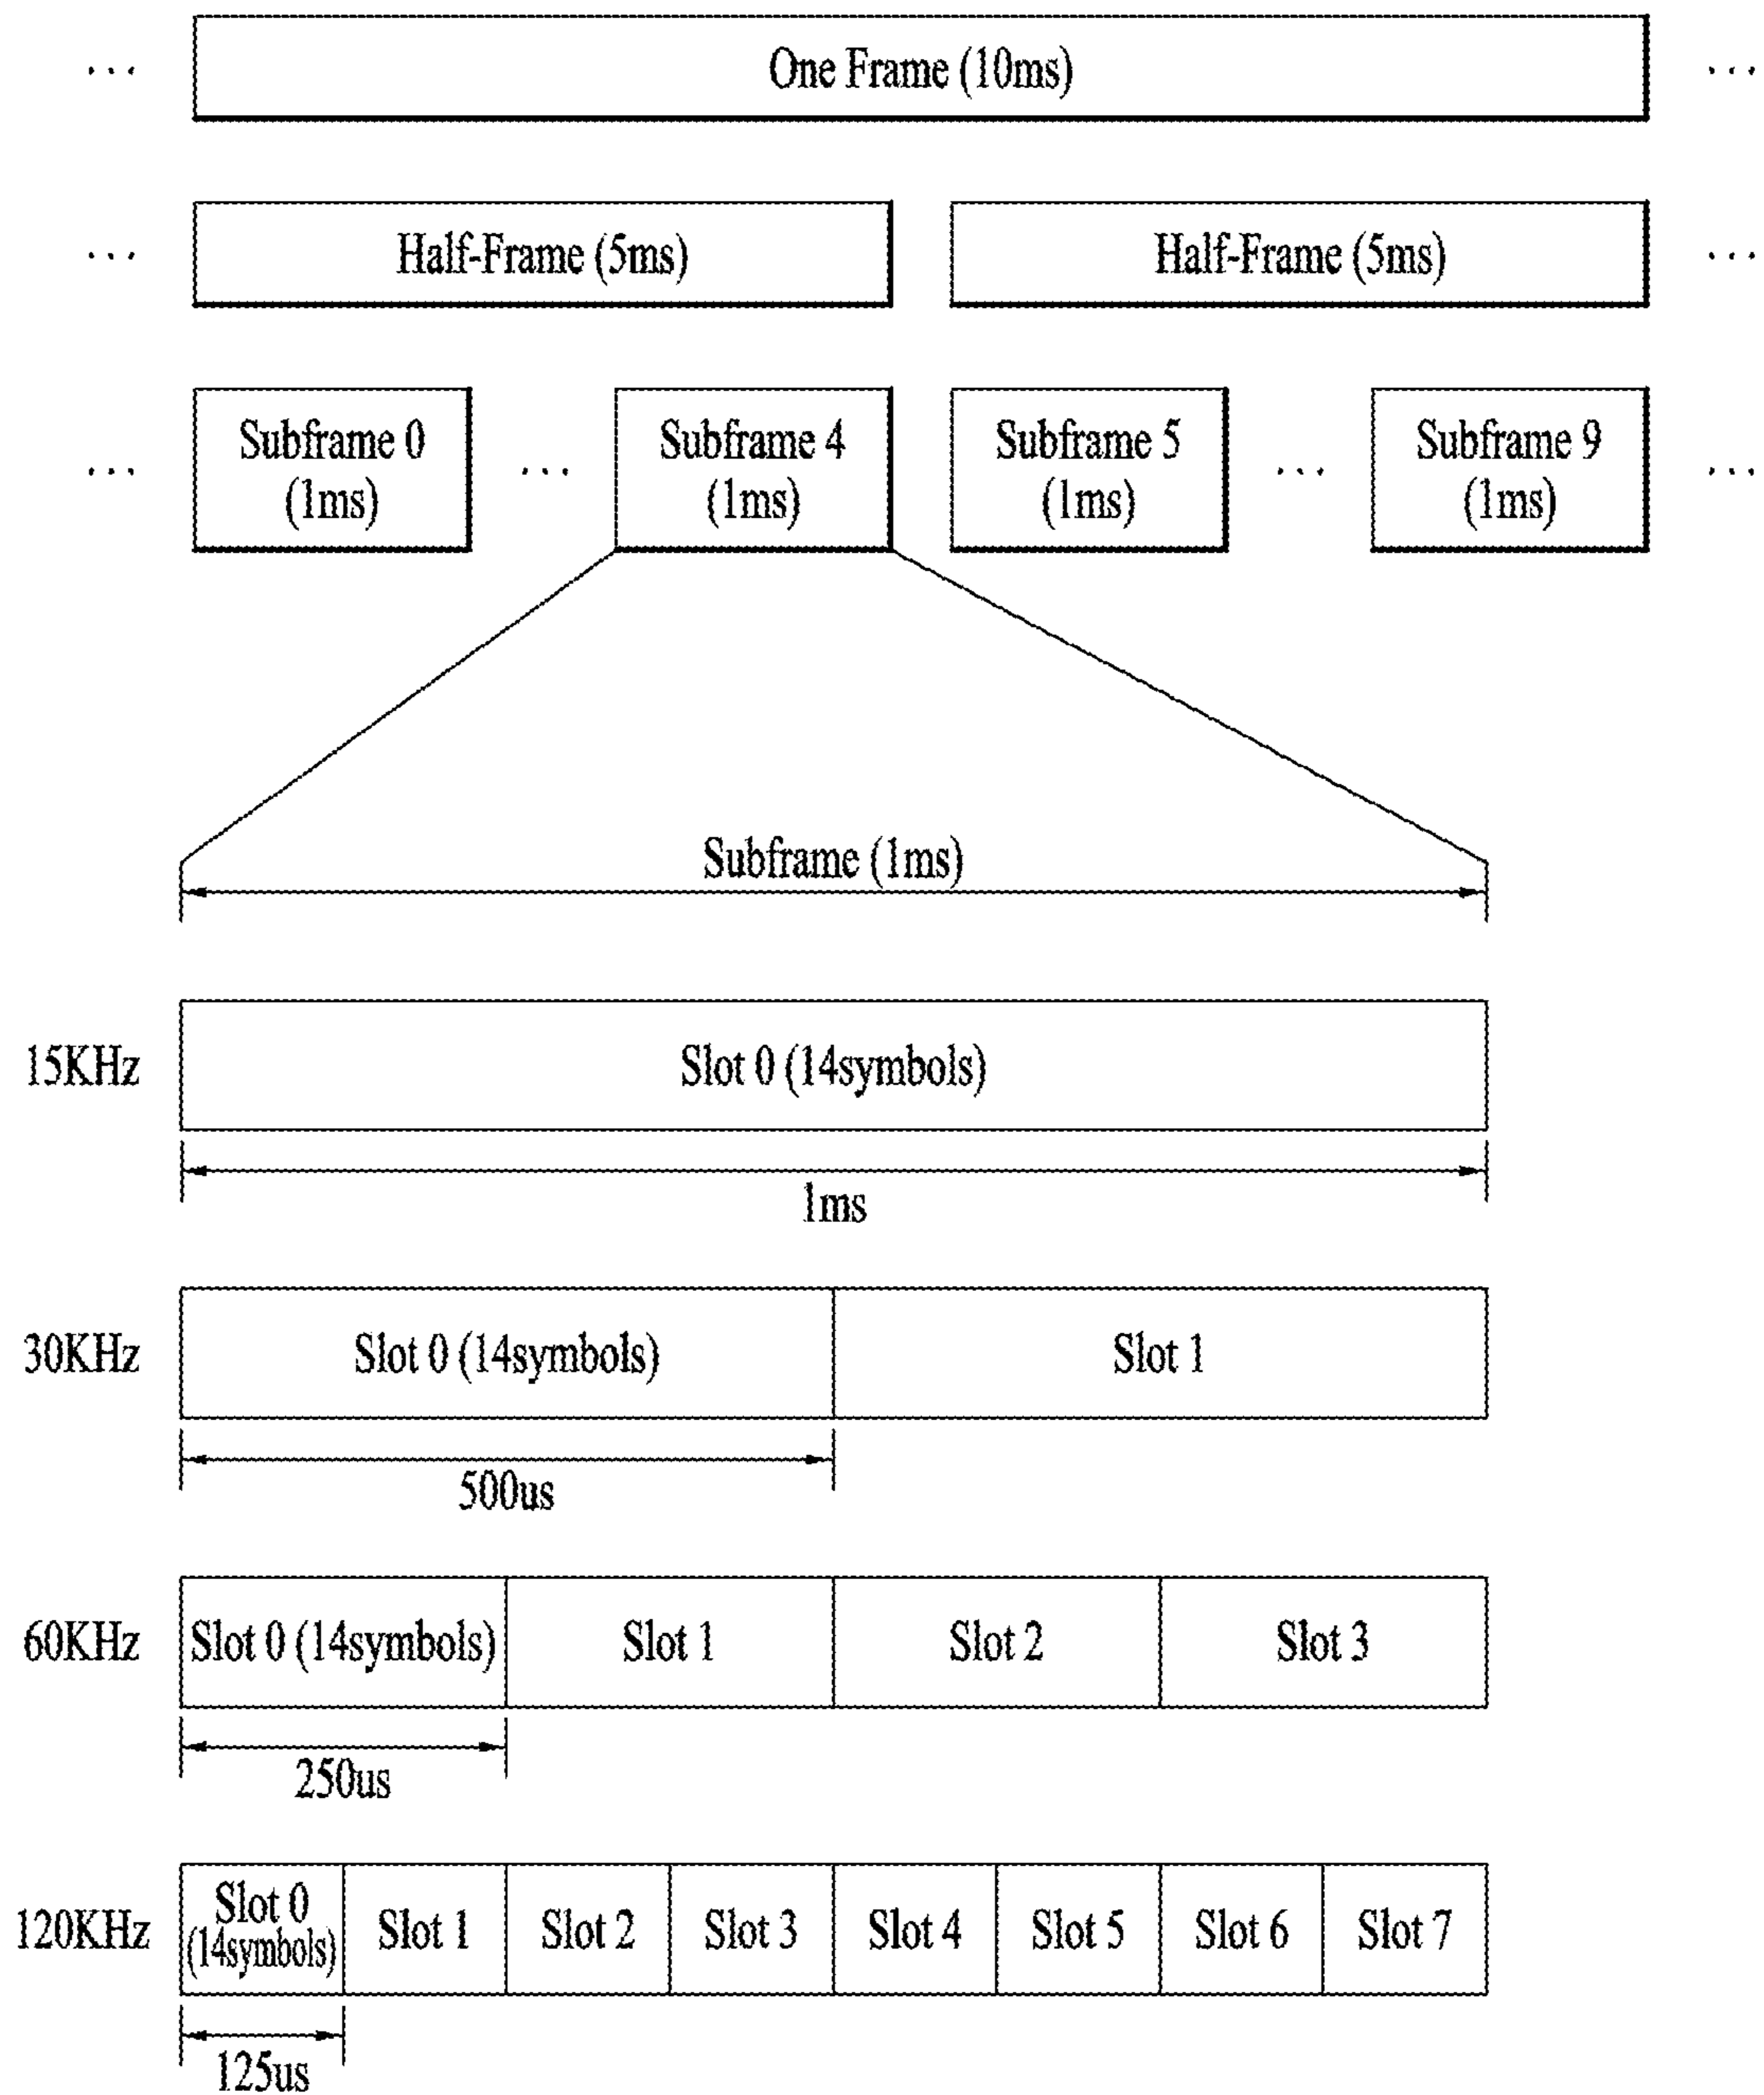 ... One Frame (10ms) ...
... Half-Frame (5ms) Half-Frame (5ms) ...
Subframe 0 Subframe 4 Subframe 5 Subframe 9
... (1ms) ... (1ms) (1ms) ... (1ms) ...
Subframe (1ms)
15KHz Slot 0 (14symbols)
1ms
30KHz Slot 0 (14symbols) Slot 1
500us
60KHz Slot 0 (14symbols) Slot 1 Slot 2 Slot 3
250us
120KHz Slot 0 (14symbols) Slot 1 Slot 2 Slot 3 Slot 4 Slot 5 Slot 6 Slot 7
125us